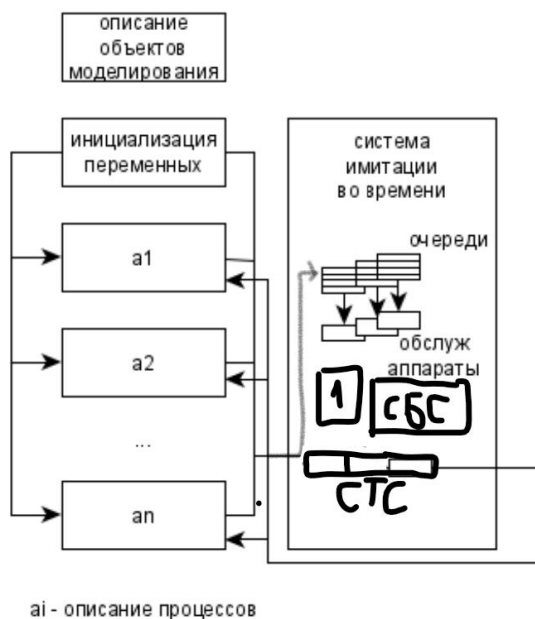 описание
объектов
моделирования
инициализация
переменных
система
имитации
во времени
a1
очереди
a2
обслуж
аппараты
1
СБС
...
СТС
an
ai - описание процессов